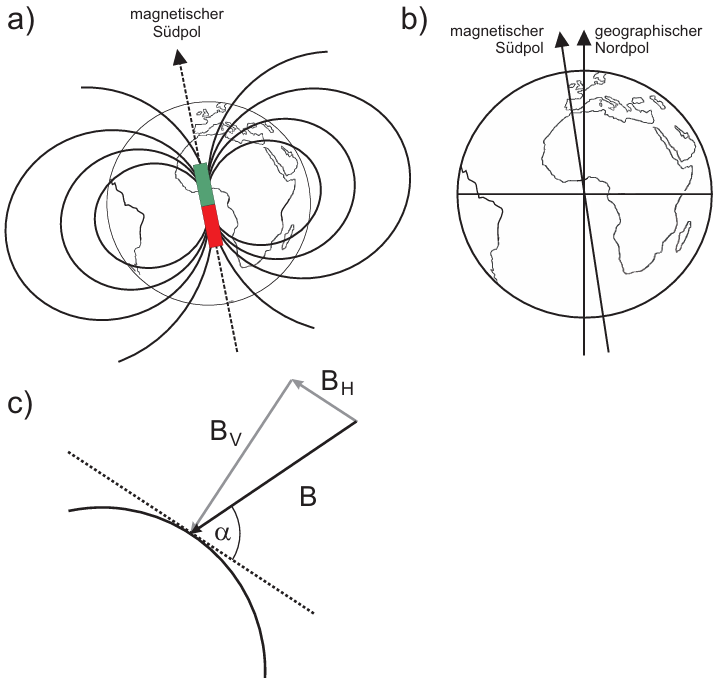 a)
magnetischer
Südpol
b)
magnetischer
Südpol
geographischer
Nordpol
c)
B_H
B_V
B
α